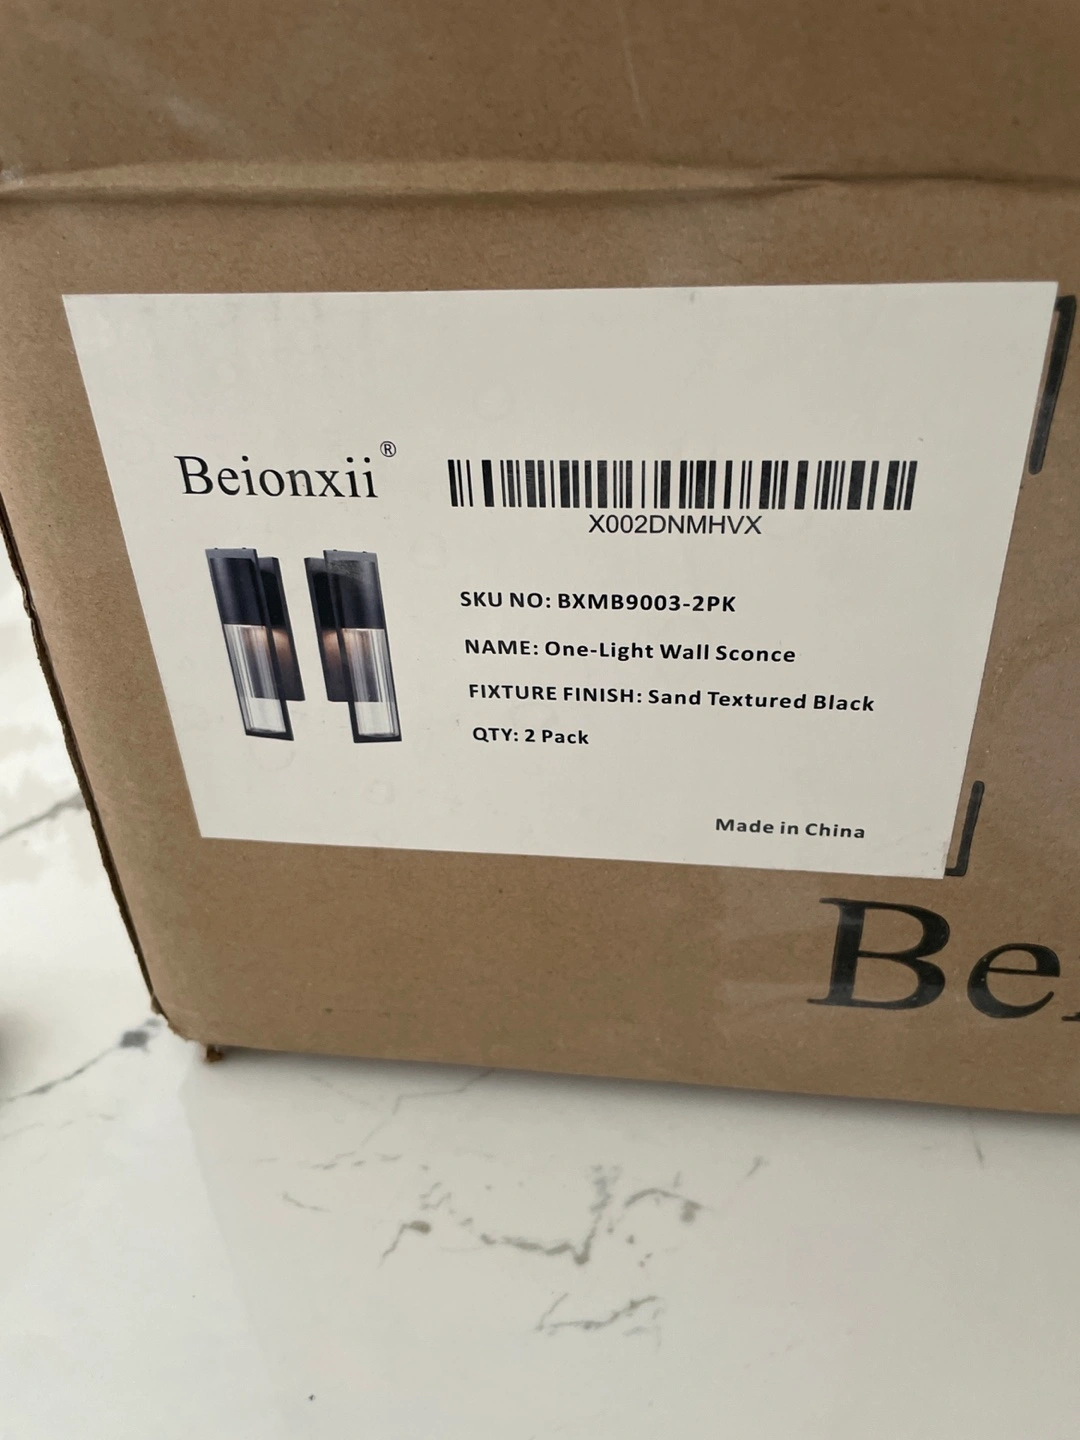 Beionxii®
X002DNMHVX
SKU NO: BXMB9003-2PK
NAME: One-Light Wall Sconce
FIXTURE FINISH: Sand Textured Black
QTY: 2 Pack
Made in China
Be